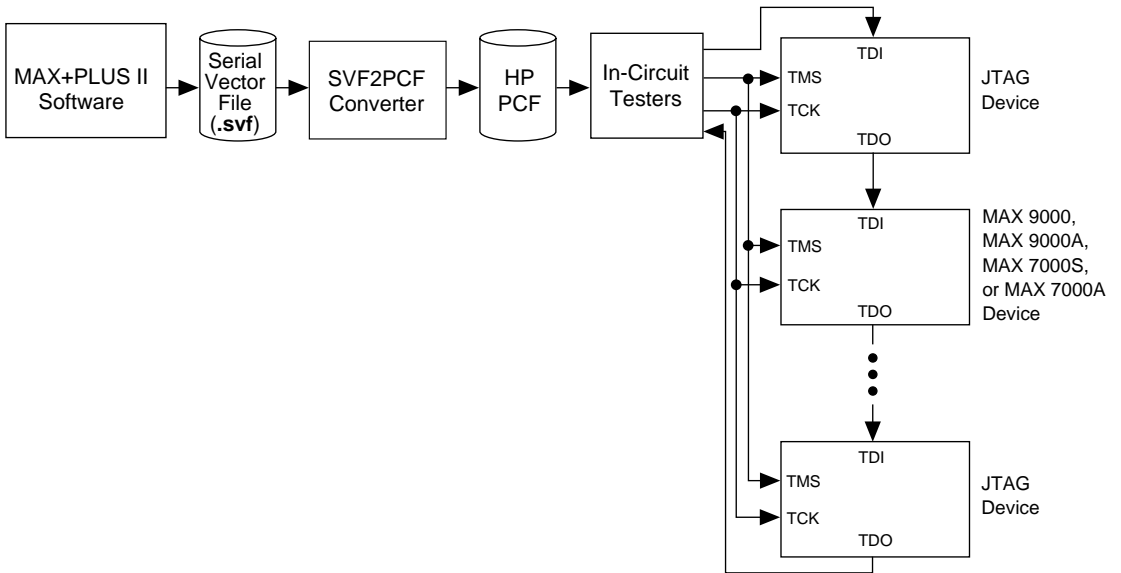 MAX+PLUS II
Software
Serial
Vector
File
(.svf)
SVF2PCF
Converter
HP
PCF
In-Circuit
Testers
TDI
TMS
TCK
TDO
JTAG
Device
TDI
TMS
TCK
TDO
MAX 9000,
MAX 9000A,
MAX 7000S,
or MAX 7000A
Device
TDI
TMS
TCK
TDO
JTAG
Device